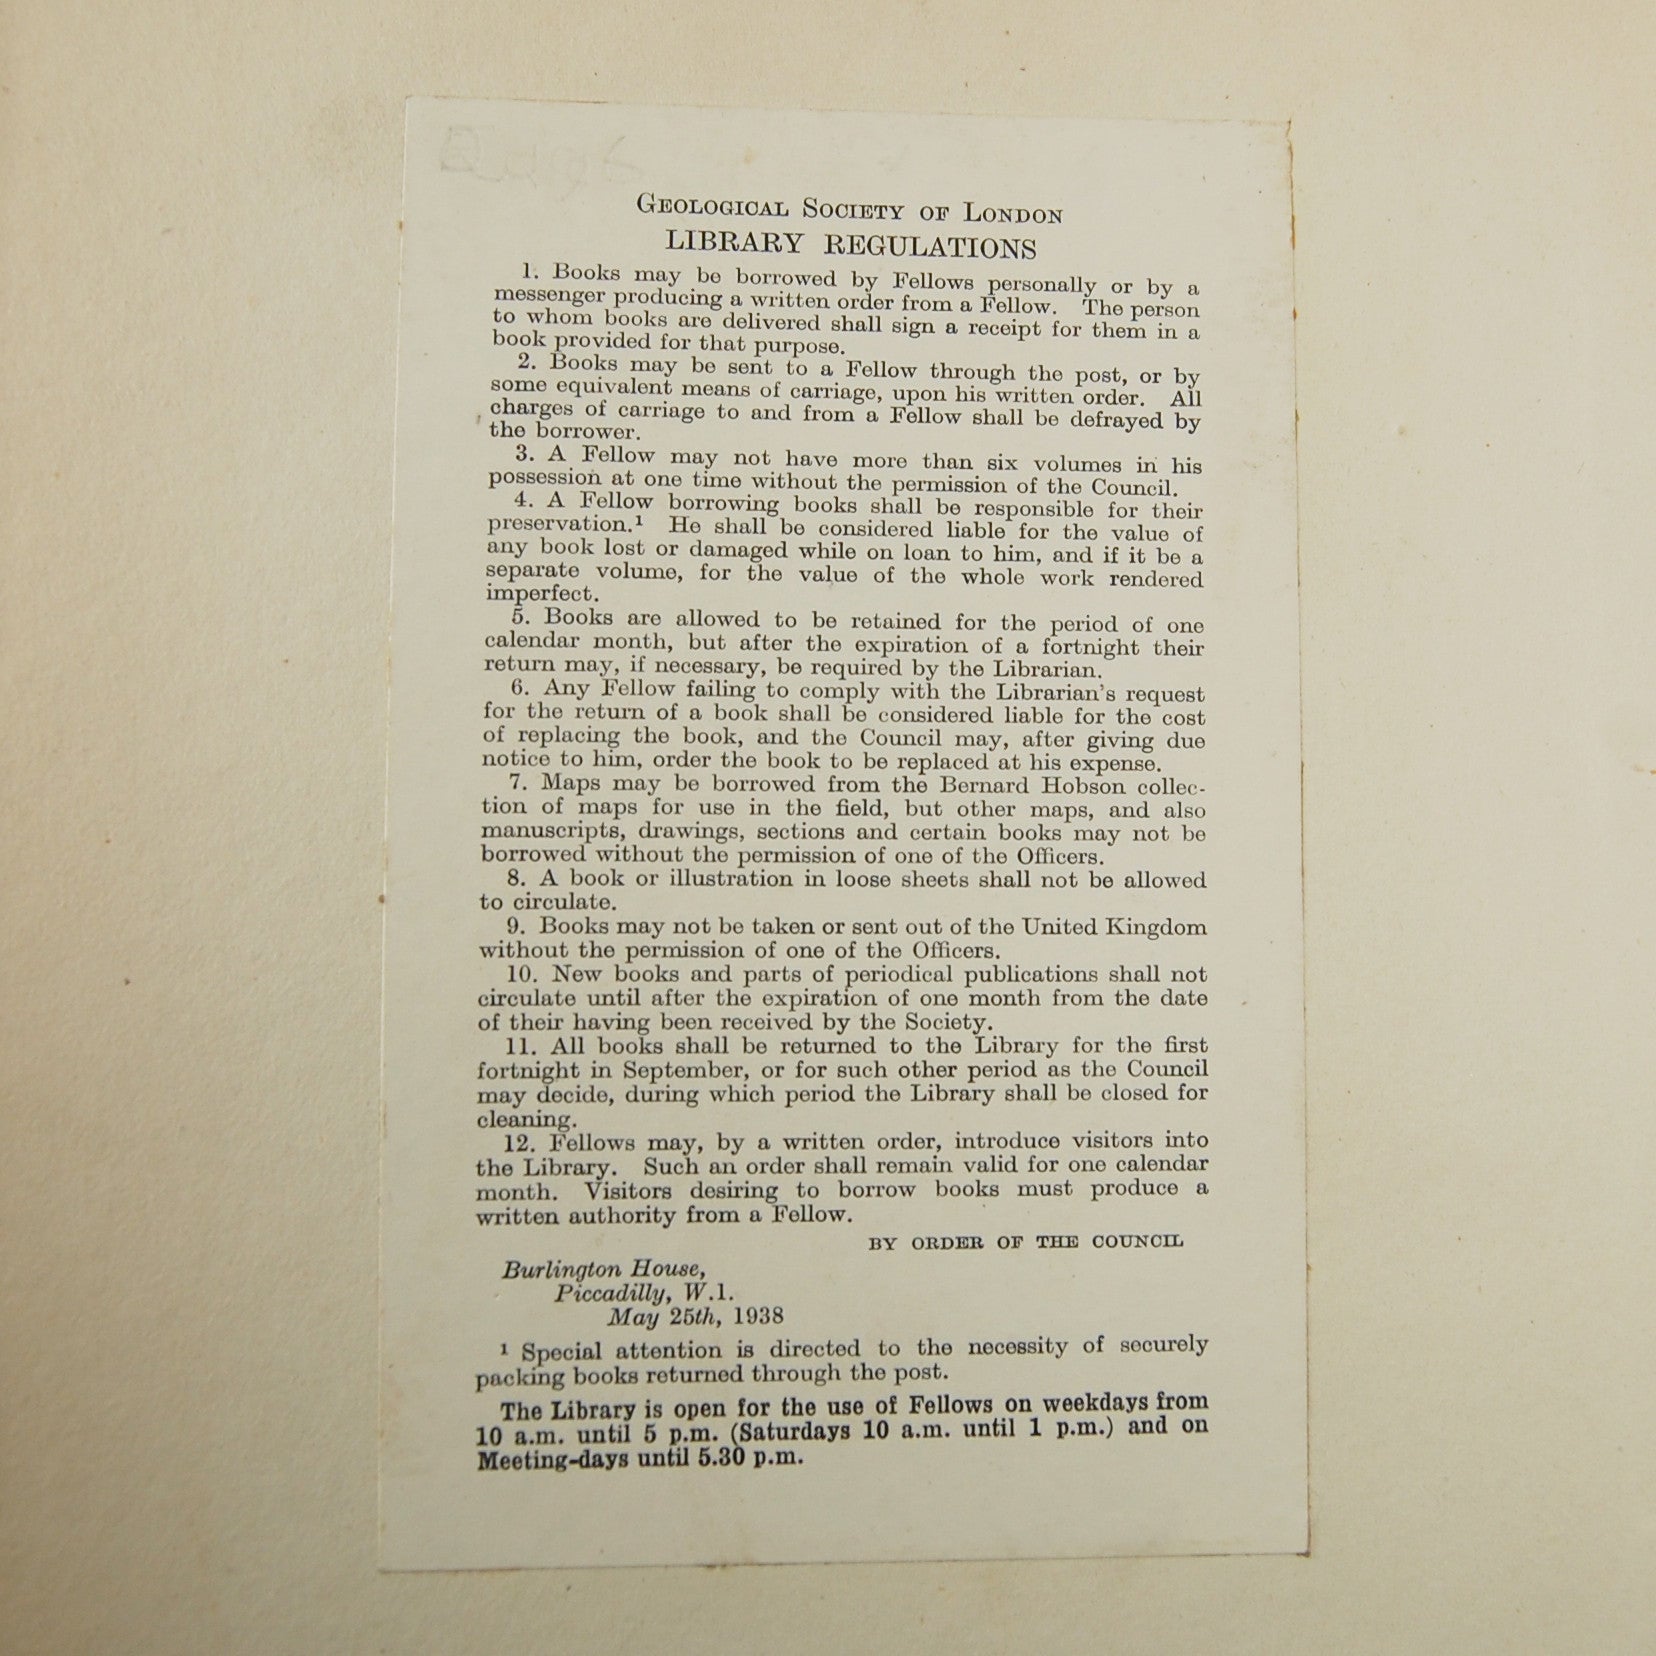 Geological Society of London
LIBRARY REGULATIONS
1. Books may be borrowed by Fellows personally or by a
messenger producing a written order from a Fellow. The person
to whom books are delivered shall sign a receipt for them in a
book provided for that purpose.
2. Books may be sent to a Fellow through the post, or by
some equivalent means of carriage, upon his written order. All
charges of carriage to and from a Fellow shall be defrayed by
the borrower.
3. A Fellow may not have more than six volumes in his
possession at one time without the permission of the Council.
4. A Fellow borrowing books shall be responsible for their
preservation.¹ He shall be considered liable for the value of
any book lost or damaged while on loan to him, and if it be a
separate volume, for the value of the whole work rendered
imperfect.
5. Books are allowed to be retained for the period of one
calendar month, but after the expiration of a fortnight their
return may, if necessary, be required by the Librarian.
6. Any Fellow failing to comply with the Librarian's request
for the return of a book shall be considered liable for the cost
of replacing the book, and the Council may, after giving due
notice to him, order the book to be replaced at his expense.
7. Maps may be borrowed from the Bernard Hobson collec-
tion of maps for use in the field, but other maps, and also
manuscripts, drawings, sections and certain books may not be
borrowed without the permission of one of the Officers.
8. A book or illustration in loose sheets shall not be allowed
to circulate.
9. Books may not be taken or sent out of the United Kingdom
without the permission of one of the Officers.
10. New books and parts of periodical publications shall not
circulate until after the expiration of one month from the date
of their having been received by the Society.
11. All books shall be returned to the Library for the first
fortnight in September, or for such other period as the Council
may decide, during which period the Library shall be closed for
cleaning.
12. Fellows may, by a written order, introduce visitors into
the Library. Such an order shall remain valid for one calendar
month. Visitors desiring to borrow books must produce a
written authority from a Fellow.
BY ORDER OF THE COUNCIL
Burlington House,
Piccadilly, W.1.
May 25th, 1938
¹ Special attention is directed to the necessity of securely
packing books returned through the post.
The Library is open for the use of Fellows on weekdays from
10 a.m. until 5 p.m. (Saturdays 10 a.m. until 1 p.m.) and on
Meeting-days until 5.30 p.m.